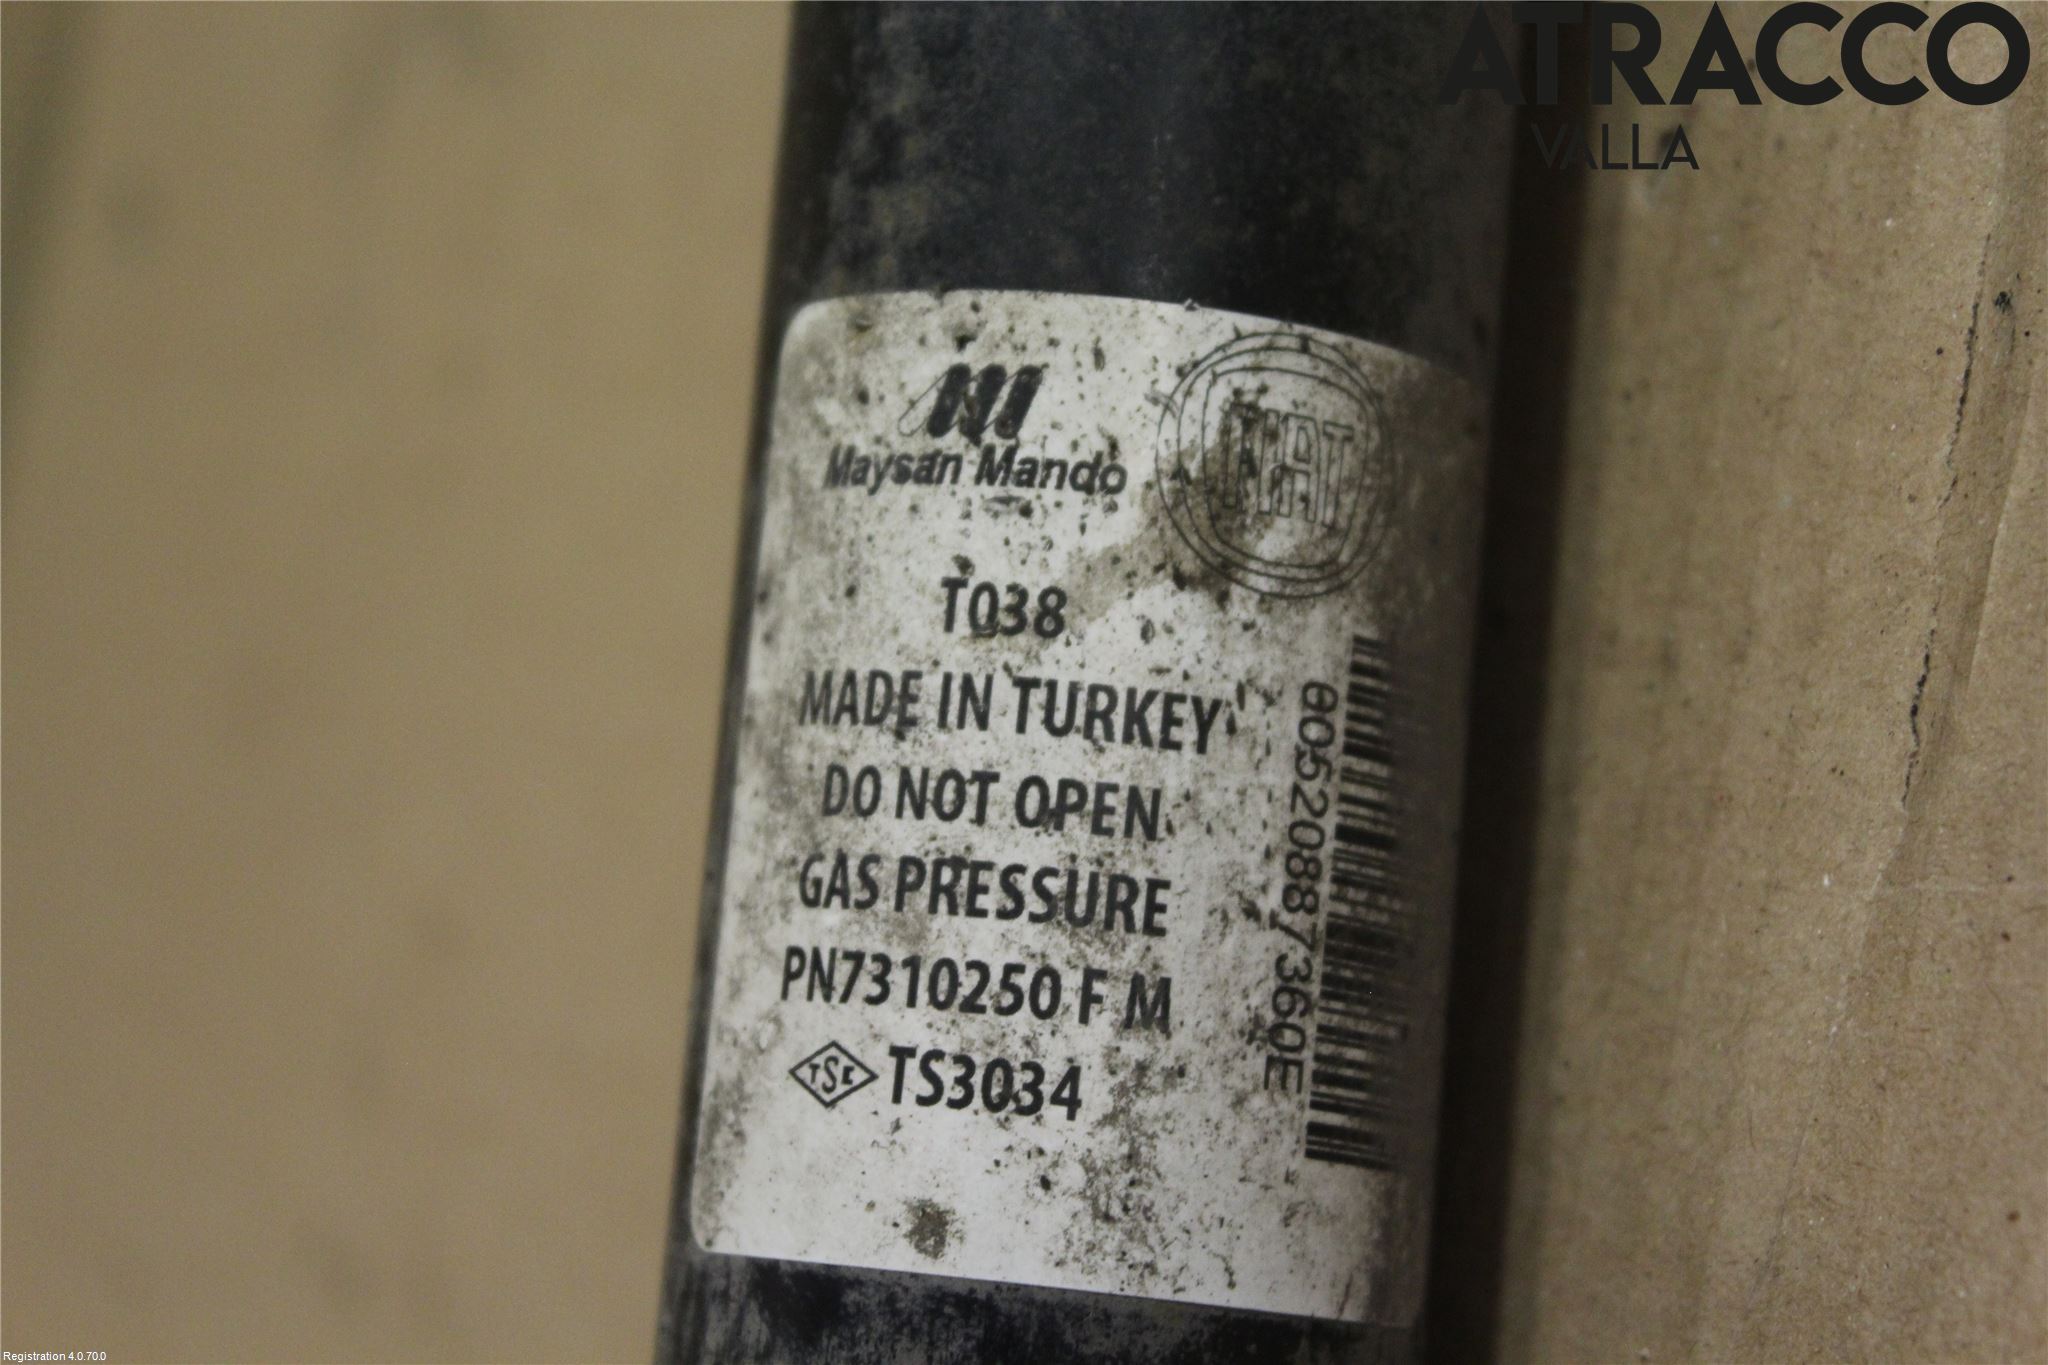 ATRACCO
VALLA
Maysan Mando
FIAT
T038
MADE IN TURKEY
DO NOT OPEN
GAS PRESSURE
PN7310250 F M
TSE TS3034
00520887360E
Registration 4.0.70.0